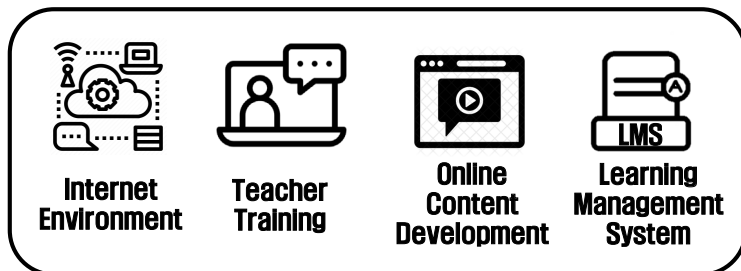 Internet
Environment
Teacher
Training
Online
Content
Development
A
LMS
Learning
Management
System